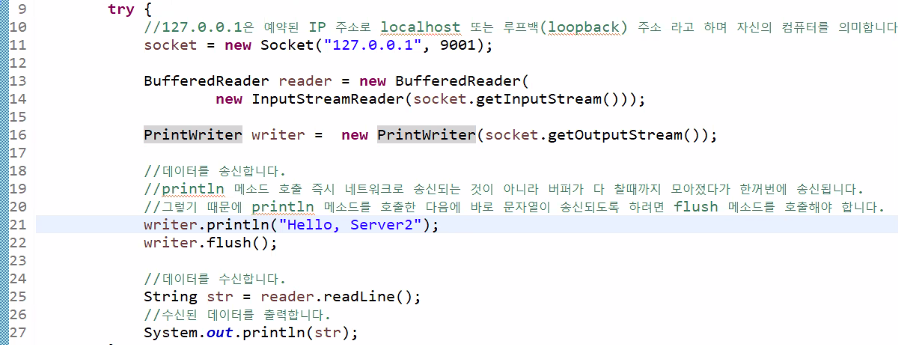 9 try {
10 //127.0.0.1은 예약된 IP 주소로 localhost 또는 루프백(loopback) 주소 라고 하며 자신의 컴퓨터를 의미합니다
11 socket = new Socket("127.0.0.1", 9001);
12
13 BufferedReader reader = new BufferedReader(
14 new InputStreamReader(socket.getInputStream()));
15
16 PrintWriter writer =  new PrintWriter(socket.getOutputStream());
17
18 //데이터를 송신합니다.
19 //println 메소드 호출 즉시 네트워크로 송신되는 것이 아니라 버퍼가 다 찰때까지 모아졌다가 한꺼번에 송신됩니다.
20 //그렇기 때문에 println 메소드를 호출한 다음에 바로 문자열이 송신되도록 하려면 flush 메소드를 호출해야 합니다.
21 writer.println("Hello, Server2");
22 writer.flush();
23
24 //데이터를 수신합니다.
25 String str = reader.readLine();
26 //수신된 데이터를 출력합니다.
27 System.out.println(str);